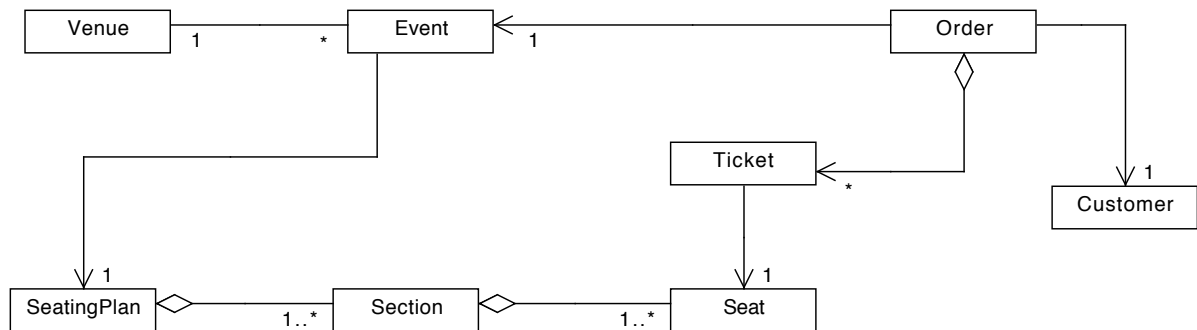 Venue
1
*
Event
1
Order
Ticket
*
1
Customer
1
1
SeatingPlan
1..*
Section
1..*
Seat